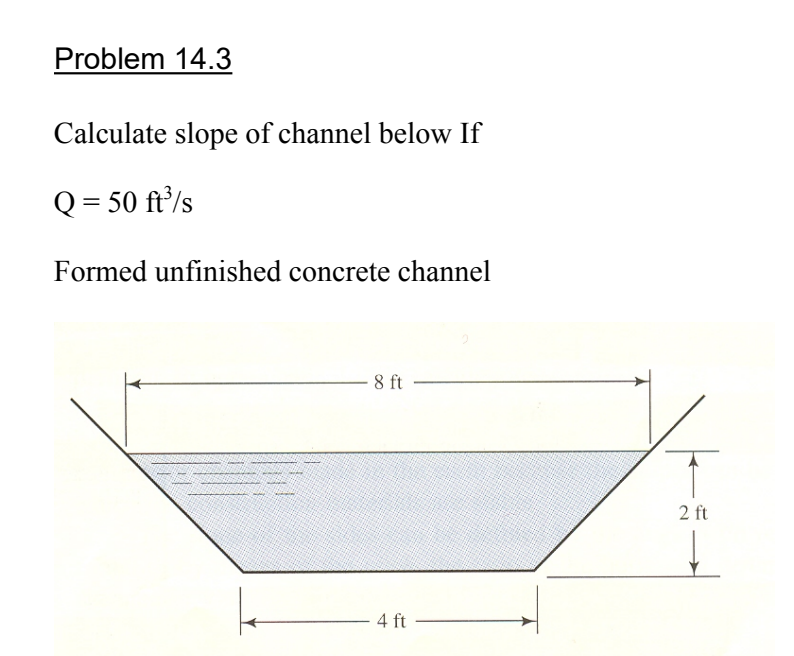 Problem 14.3
Calculate slope of channel below If
Q = 50 ft³/s
Formed unfinished concrete channel
8 ft
2 ft
4 ft